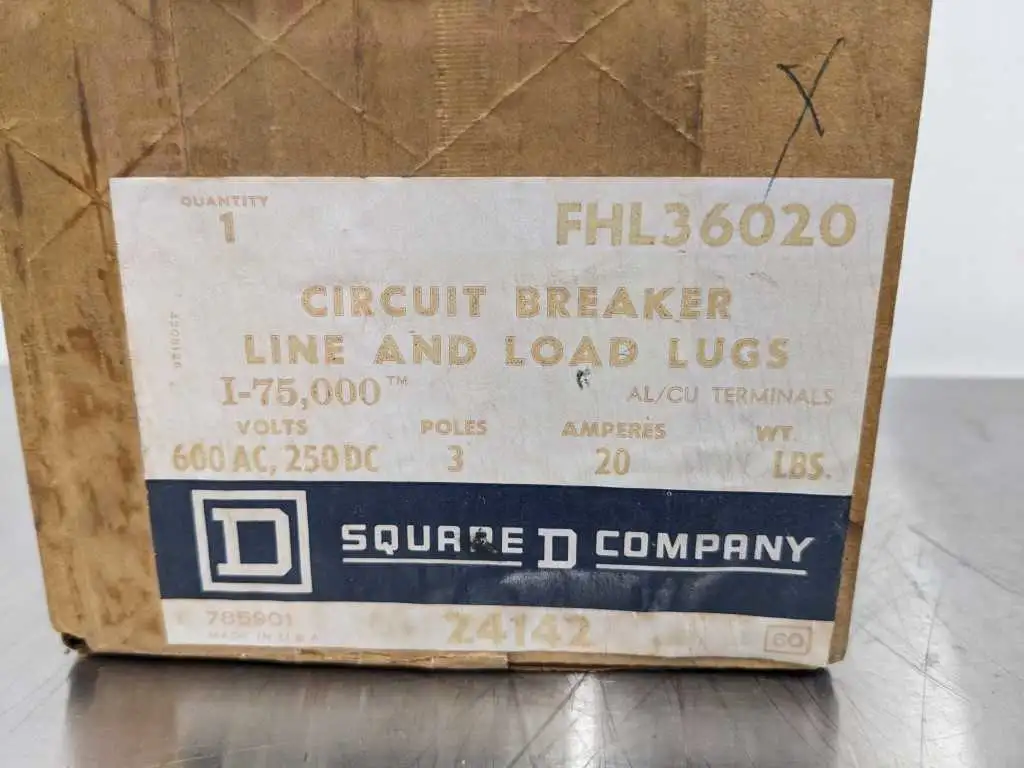 X
QUANTITY
1
FHL36020
CIRCUIT BREAKER
LINE AND LOAD LUGS
I-75,000™
AL/CU TERMINALS
VOLTS POLES AMPERES WT.
600 AC, 250 DC 3 20 LBS.
D SQUARE D COMPANY
785901
MADE IN U.S.A.
24142
60